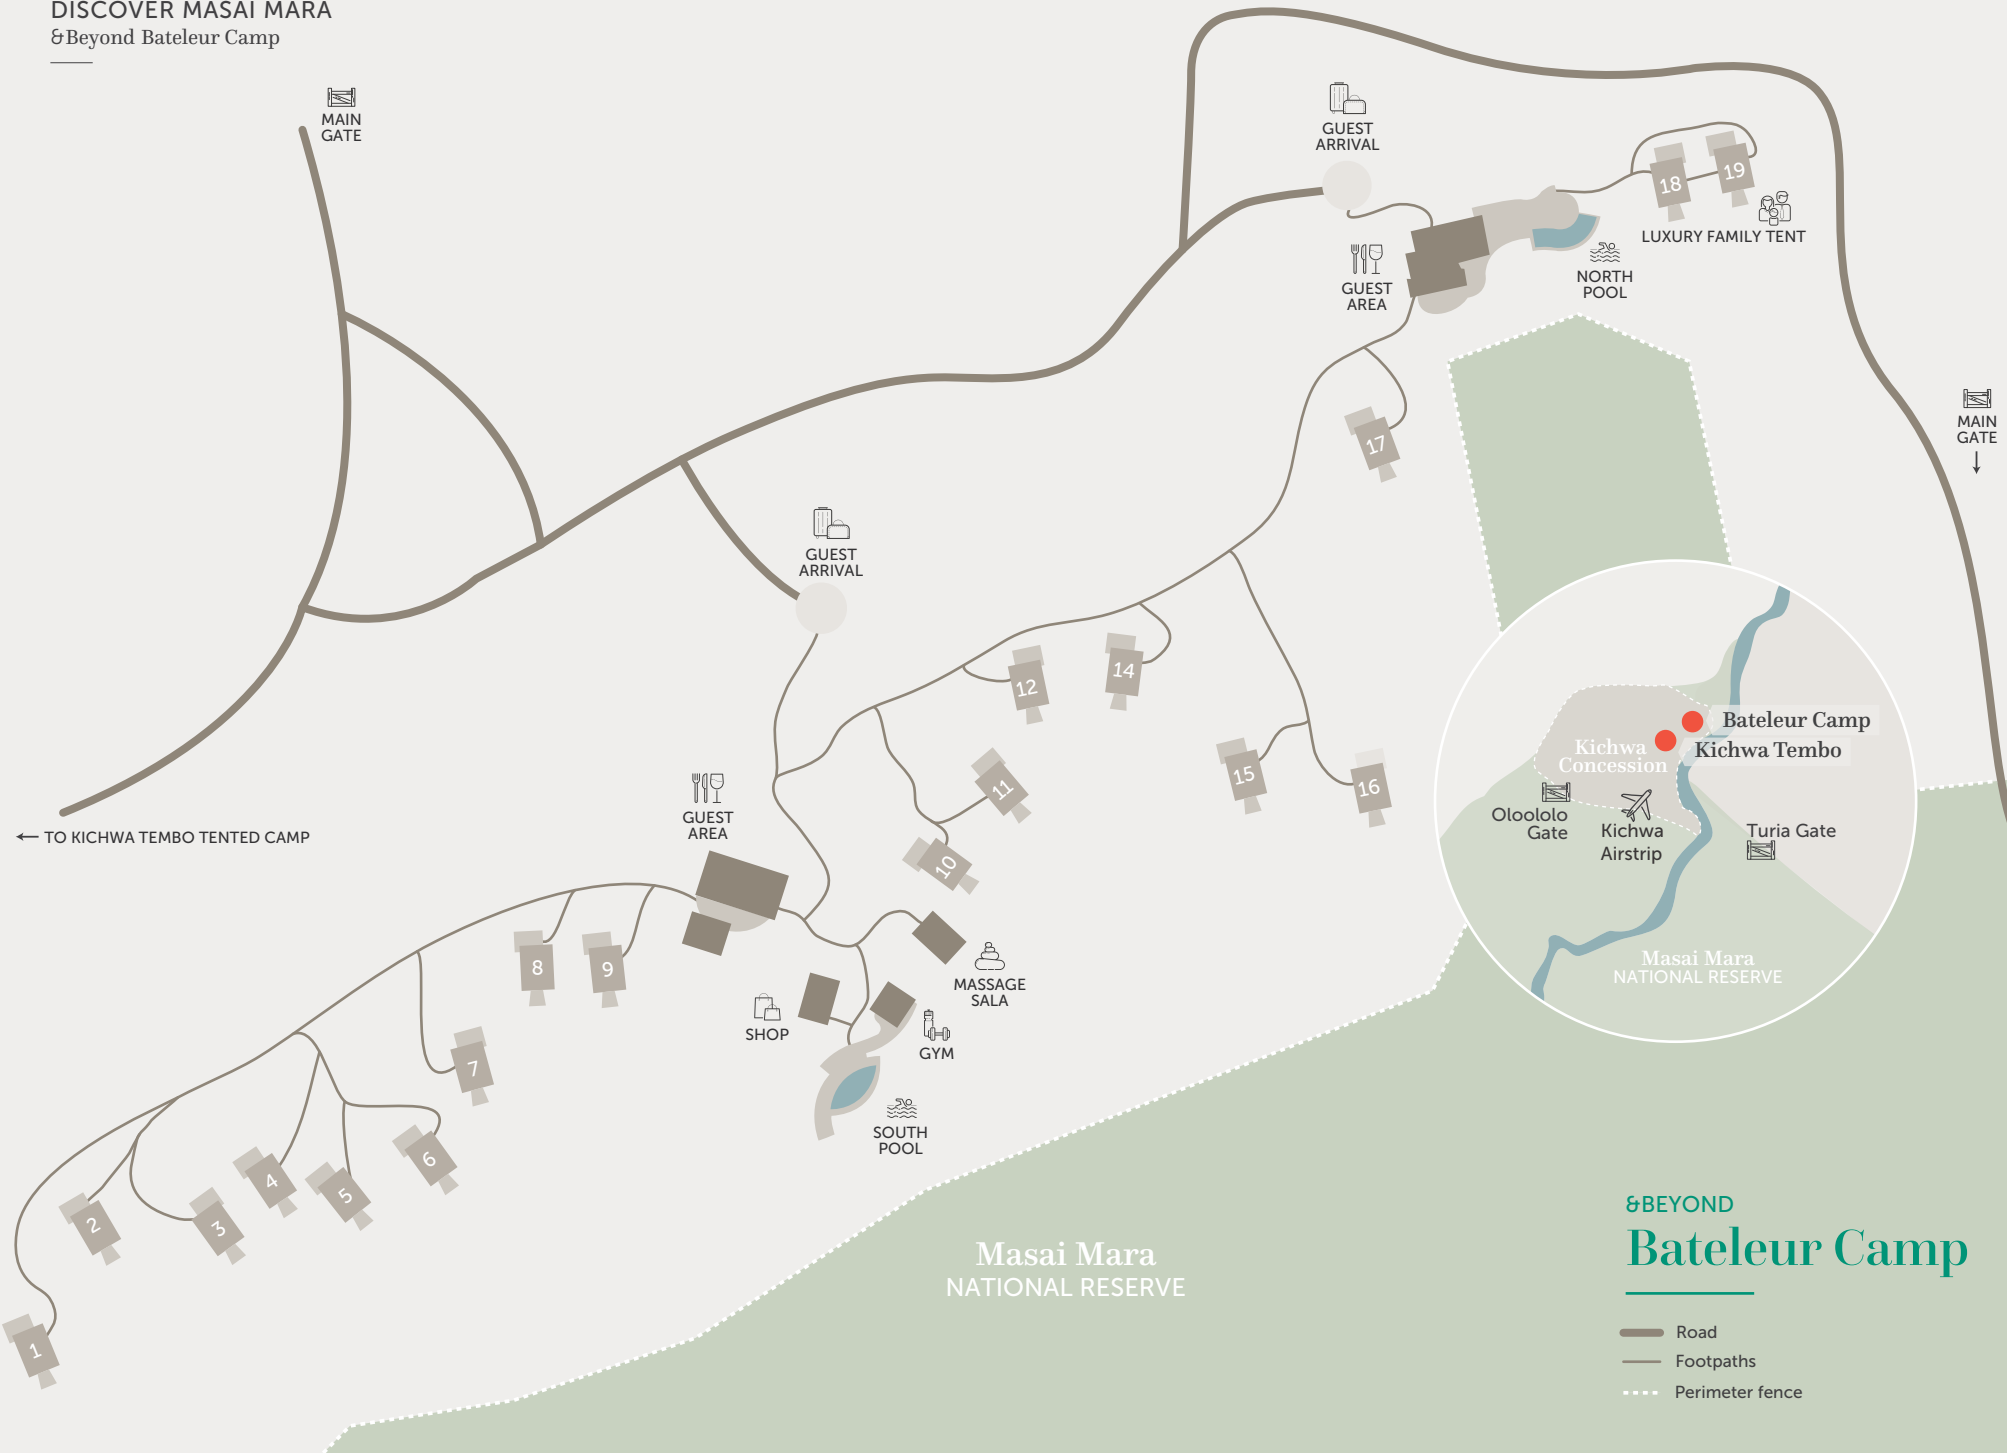 DISCOVER MASAI MARA
&Beyond Bateleur Camp
MAIN
GATE
GUEST
ARRIVAL
18
19
LUXURY FAMILY TENT
GUEST
AREA
NORTH
POOL
MAIN
GATE
17
GUEST
ARRIVAL
12
14
15
16
11
10
GUEST
AREA
← TO KICHWA TEMBO TENTED CAMP
8
9
7
MASSAGE
SALA
SHOP
GYM
SOUTH
POOL
6
5
4
3
2
1
Bateleur Camp
Kichwa Tembo
Kichwa
Concession
Oloololo
Gate
Kichwa
Airstrip
Turia Gate
Masai Mara
NATIONAL RESERVE
Masai Mara
NATIONAL RESERVE
&BEYOND
Bateleur Camp
Road
Footpaths
Perimeter fence